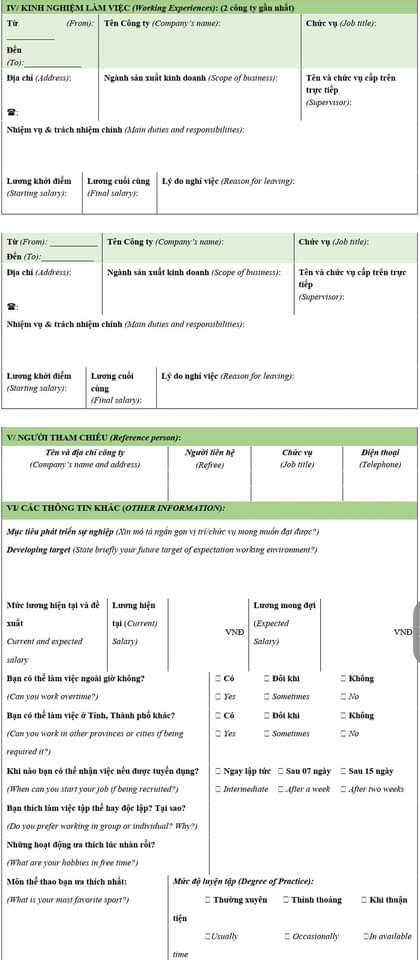 IV/ KINH NGHIỆM LÀM VIỆC (Working Experiences): (2 công ty gần nhất)
Từ (From): Tên Công ty (Company's name): Chức vụ (Job title):
Đến
(To):
Địa chỉ (Address): Ngành sản xuất kinh doanh (Scope of business): Tên và chức vụ cấp trên
trực tiếp
(Supervisor):
☎:
Nhiệm vụ & trách nhiệm chính (Main duties and responsibilities):
Lương khởi điểm Lương cuối cùng Lý do nghỉ việc (Reason for leaving):
(Starting salary): (Final salary):
Từ (From): Tên Công ty (Company's name): Chức vụ (Job title):
Đến (To):
Địa chỉ (Address): Ngành sản xuất kinh doanh (Scope of business): Tên và chức vụ cấp trên trực
tiếp
(Supervisor):
☎:
Nhiệm vụ & trách nhiệm chính (Main duties and responsibilities):
Lương khởi điểm Lương cuối Lý do nghỉ việc (Reason for leaving):
(Starting salary): cùng
(Final salary):
V/ NGƯỜI THAM CHIẾU (Reference person):
Tên và địa chỉ công ty Người liên hệ Chức vụ Điện thoại
(Company's name and address) (Refree) (Job title) (Telephone)
VI/ CÁC THÔNG TIN KHÁC (OTHER INFORMATION):
Mục tiêu phát triển sự nghiệp (Xin mô tả ngắn gọn vị trí/chức vụ mong muốn đạt được?)
Developing target (State briefly your future target of expectation working environment?)
Mức lương hiện tại và đề Lương hiện Lương mong đợi
xuất tại (Current) VNĐ (Expected VNĐ
Current and expected Salary) Salary)
salary
Bạn có thể làm việc ngoài giờ không? ☐ Có ☐ Đôi khi ☐ Không
(Can you work overtime?) ☐ Yes ☐ Sometimes ☐ No
Bạn có thể làm việc ở Tỉnh, Thành phố khác? ☐ Có ☐ Đôi khi ☐ Không
(Can you work in other provinces or cities if being ☐ Yes ☐ Sometimes ☐ No
required it?)
Khi nào bạn có thể nhận việc nếu được tuyển dụng? ☐ Ngay lập tức ☐ Sau 07 ngày ☐ Sau 15 ngày
(When can you start your job if being recruited?) ☐ Intermediate ☐ After a week ☐ After two weeks
Bạn thích làm việc tập thể hay độc lập? Tại sao?
(Do you prefer working in group or individual? Why?)
Những hoạt động ưa thích lúc nhàn rỗi?
(What are your hobbies in free time?)
Môn thể thao bạn ưa thích nhất: Mức độ luyện tập (Degree of Practice):
(What is your most favorite sport?) ☐ Thường xuyên ☐ Thỉnh thoảng ☐ Khi thuận
tiện
☐Usually ☐ Occasionally ☐In available
time